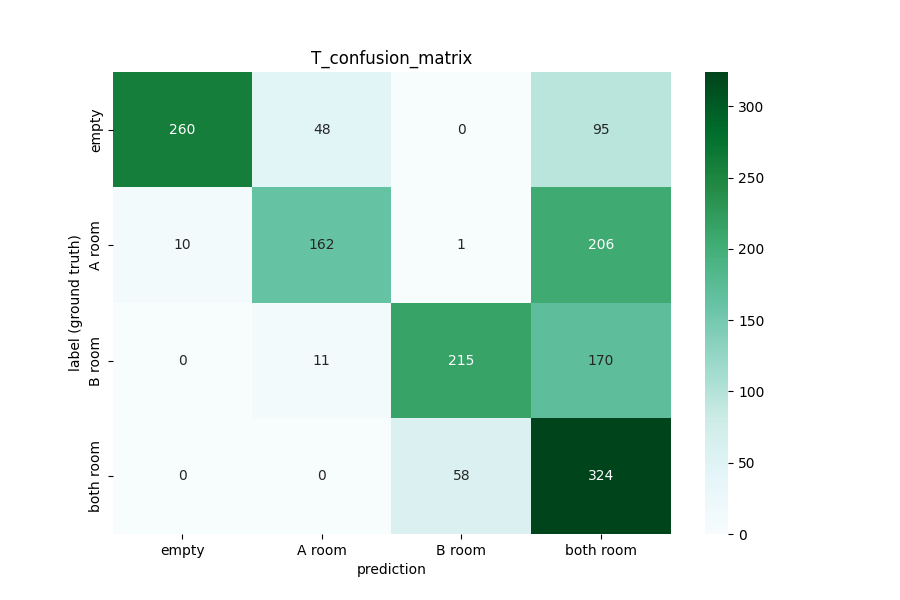 T_confusion_matrix
label (ground truth)
empty
260 48 0 95
A room
10 162 1 206
B room
0 11 215 170
both room
0 0 58 324
empty A room B room both room
prediction
300
250
200
150
100
50
0